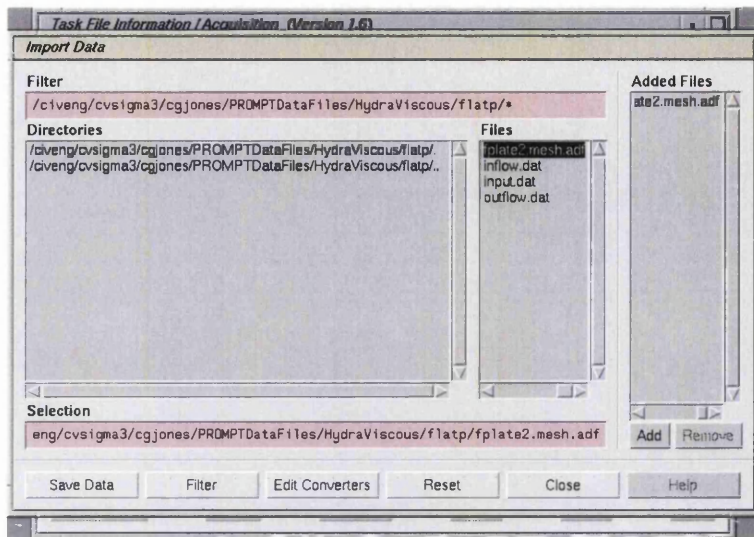 Task File Information / Acquisition (Version 1.6)
Import Data
Filter
/civeng/cvsigma3/cgjones/PROMPTDataFiles/HydraViscous/flatp/*
Directories
/civeng/cvsigma3/cgjones/PROMPTDataFiles/HydraViscous/flatp/.
/civeng/cvsigma3/cgjones/PROMPTDataFiles/HydraViscous/flatp/..
Files
fplate2.mesh.adf
inflow.dat
input.dat
outflow.dat
Added Files
ate2.mesh.adf
Selection
eng/cvsigma3/cgjones/PROMPTDataFiles/HydraViscous/flatp/fplate2.mesh.adf
Add Remove
Save Data Filter Edit Converters Reset Close Help